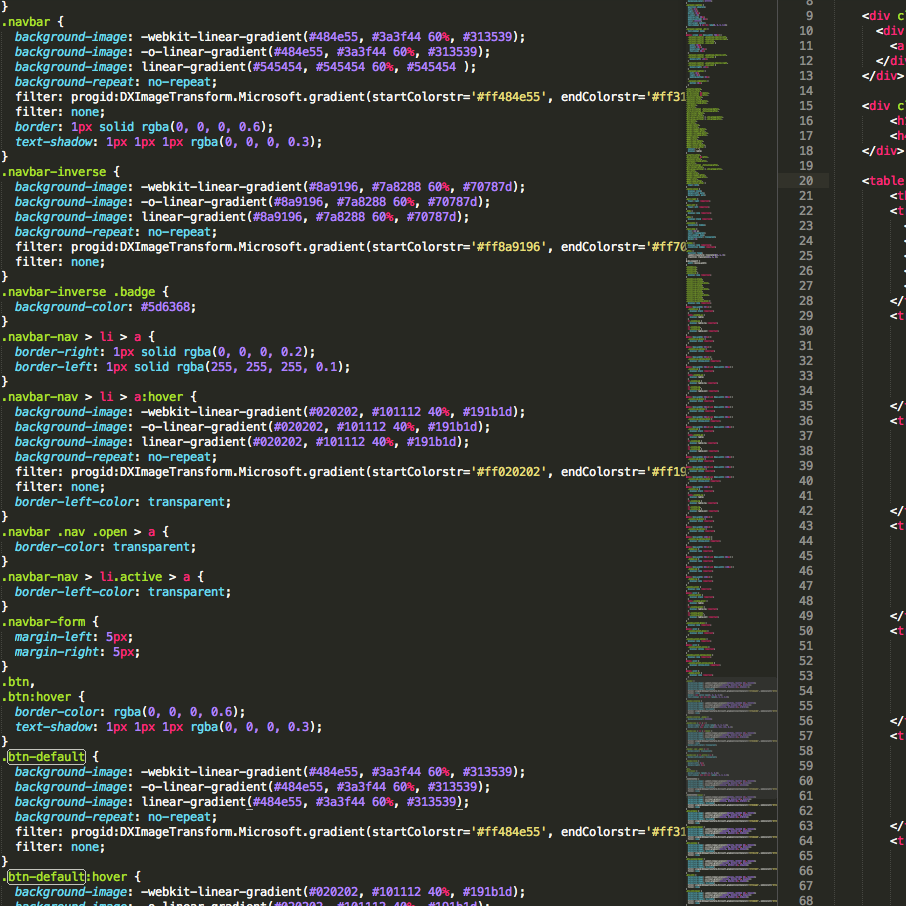 }
.navbar {
background-image: -webkit-linear-gradient(#484e55, #3a3f44 60%, #313539);
background-image: -o-linear-gradient(#484e55, #3a3f44 60%, #313539);
background-image: linear-gradient(#545454, #545454 60%, #545454 );
background-repeat: no-repeat;
filter: progid:DXImageTransform.Microsoft.gradient(startColorstr='#ff484e55', endColorstr='#ff31
filter: none;
border: 1px solid rgba(0, 0, 0, 0.6);
text-shadow: 1px 1px 1px rgba(0, 0, 0, 0.3);
}
.navbar-inverse {
background-image: -webkit-linear-gradient(#8a9196, #7a8288 60%, #70787d);
background-image: -o-linear-gradient(#8a9196, #7a8288 60%, #70787d);
background-image: linear-gradient(#8a9196, #7a8288 60%, #70787d);
background-repeat: no-repeat;
filter: progid:DXImageTransform.Microsoft.gradient(startColorstr='#ff8a9196', endColorstr='#ff70
filter: none;
}
.navbar-inverse .badge {
background-color: #5d6368;
}
.navbar-nav > li > a {
border-right: 1px solid rgba(0, 0, 0, 0.2);
border-left: 1px solid rgba(255, 255, 255, 0.1);
}
.navbar-nav > li > a:hover {
background-image: -webkit-linear-gradient(#020202, #101112 40%, #191b1d);
background-image: -o-linear-gradient(#020202, #101112 40%, #191b1d);
background-image: linear-gradient(#020202, #101112 40%, #191b1d);
background-repeat: no-repeat;
filter: progid:DXImageTransform.Microsoft.gradient(startColorstr='#ff020202', endColorstr='#ff19
filter: none;
border-left-color: transparent;
}
.navbar .nav .open > a {
border-color: transparent;
}
.navbar-nav > li.active > a {
border-left-color: transparent;
}
.navbar-form {
margin-left: 5px;
margin-right: 5px;
}
.btn,
.btn:hover {
border-color: rgba(0, 0, 0, 0.6);
text-shadow: 1px 1px 1px rgba(0, 0, 0, 0.3);
}
.btn-default {
background-image: -webkit-linear-gradient(#484e55, #3a3f44 60%, #313539);
background-image: -o-linear-gradient(#484e55, #3a3f44 60%, #313539);
background-image: linear-gradient(#484e55, #3a3f44 60%, #313539);
background-repeat: no-repeat;
filter: progid:DXImageTransform.Microsoft.gradient(startColorstr='#ff484e55', endColorstr='#ff31
filter: none;
}
.btn-default:hover {
background-image: -webkit-linear-gradient(#020202, #101112 40%, #191b1d);
background-image: -o-linear-gradient(#020202, #101112 40%, #191b1d);
8
9 <div cl
10 <div
11 <a
12 </di
13 </div>
14
15 <div cl
16 <h
17 <h
18 </div>
19
20 <table
21 <th
22 <t
23 <
24 <
25 <
26 <
27 <
28 </
29 <t
30
31
32
33
34
35 </
36 <t
37
38
39
40
41
42 </
43 <t
44
45
46
47
48
49 </
50 <t
51
52
53
54
55
56 </
57 <t
58
59
60
61
62
63 </
64 <t
65
66
67
68